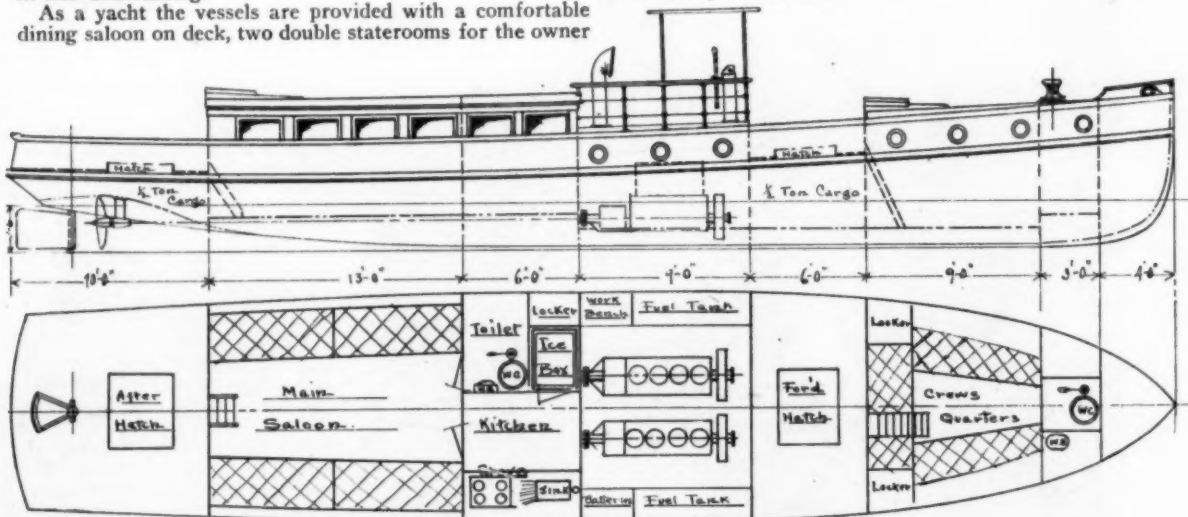 As a yacht the vessels are provided with a comfortable
dining saloon on deck, two double staterooms for the owner
Hatch
½ Ton Cargo
Hatch
½ Ton Cargo
10'-0" 13'-0" 6'-0" 9'-0" 6'-0" 9'-0" 3'-0" 4'-0"
After
Hatch
Main
Saloon
Toilet
WC
Locker
Ice
Box
Kitchen
Stove
Sink
Work
Bench
Fuel Tank
Batteries
Fuel Tank
For'd
Hatch
Locker
Crews
Quarters
Locker
WC
W.B